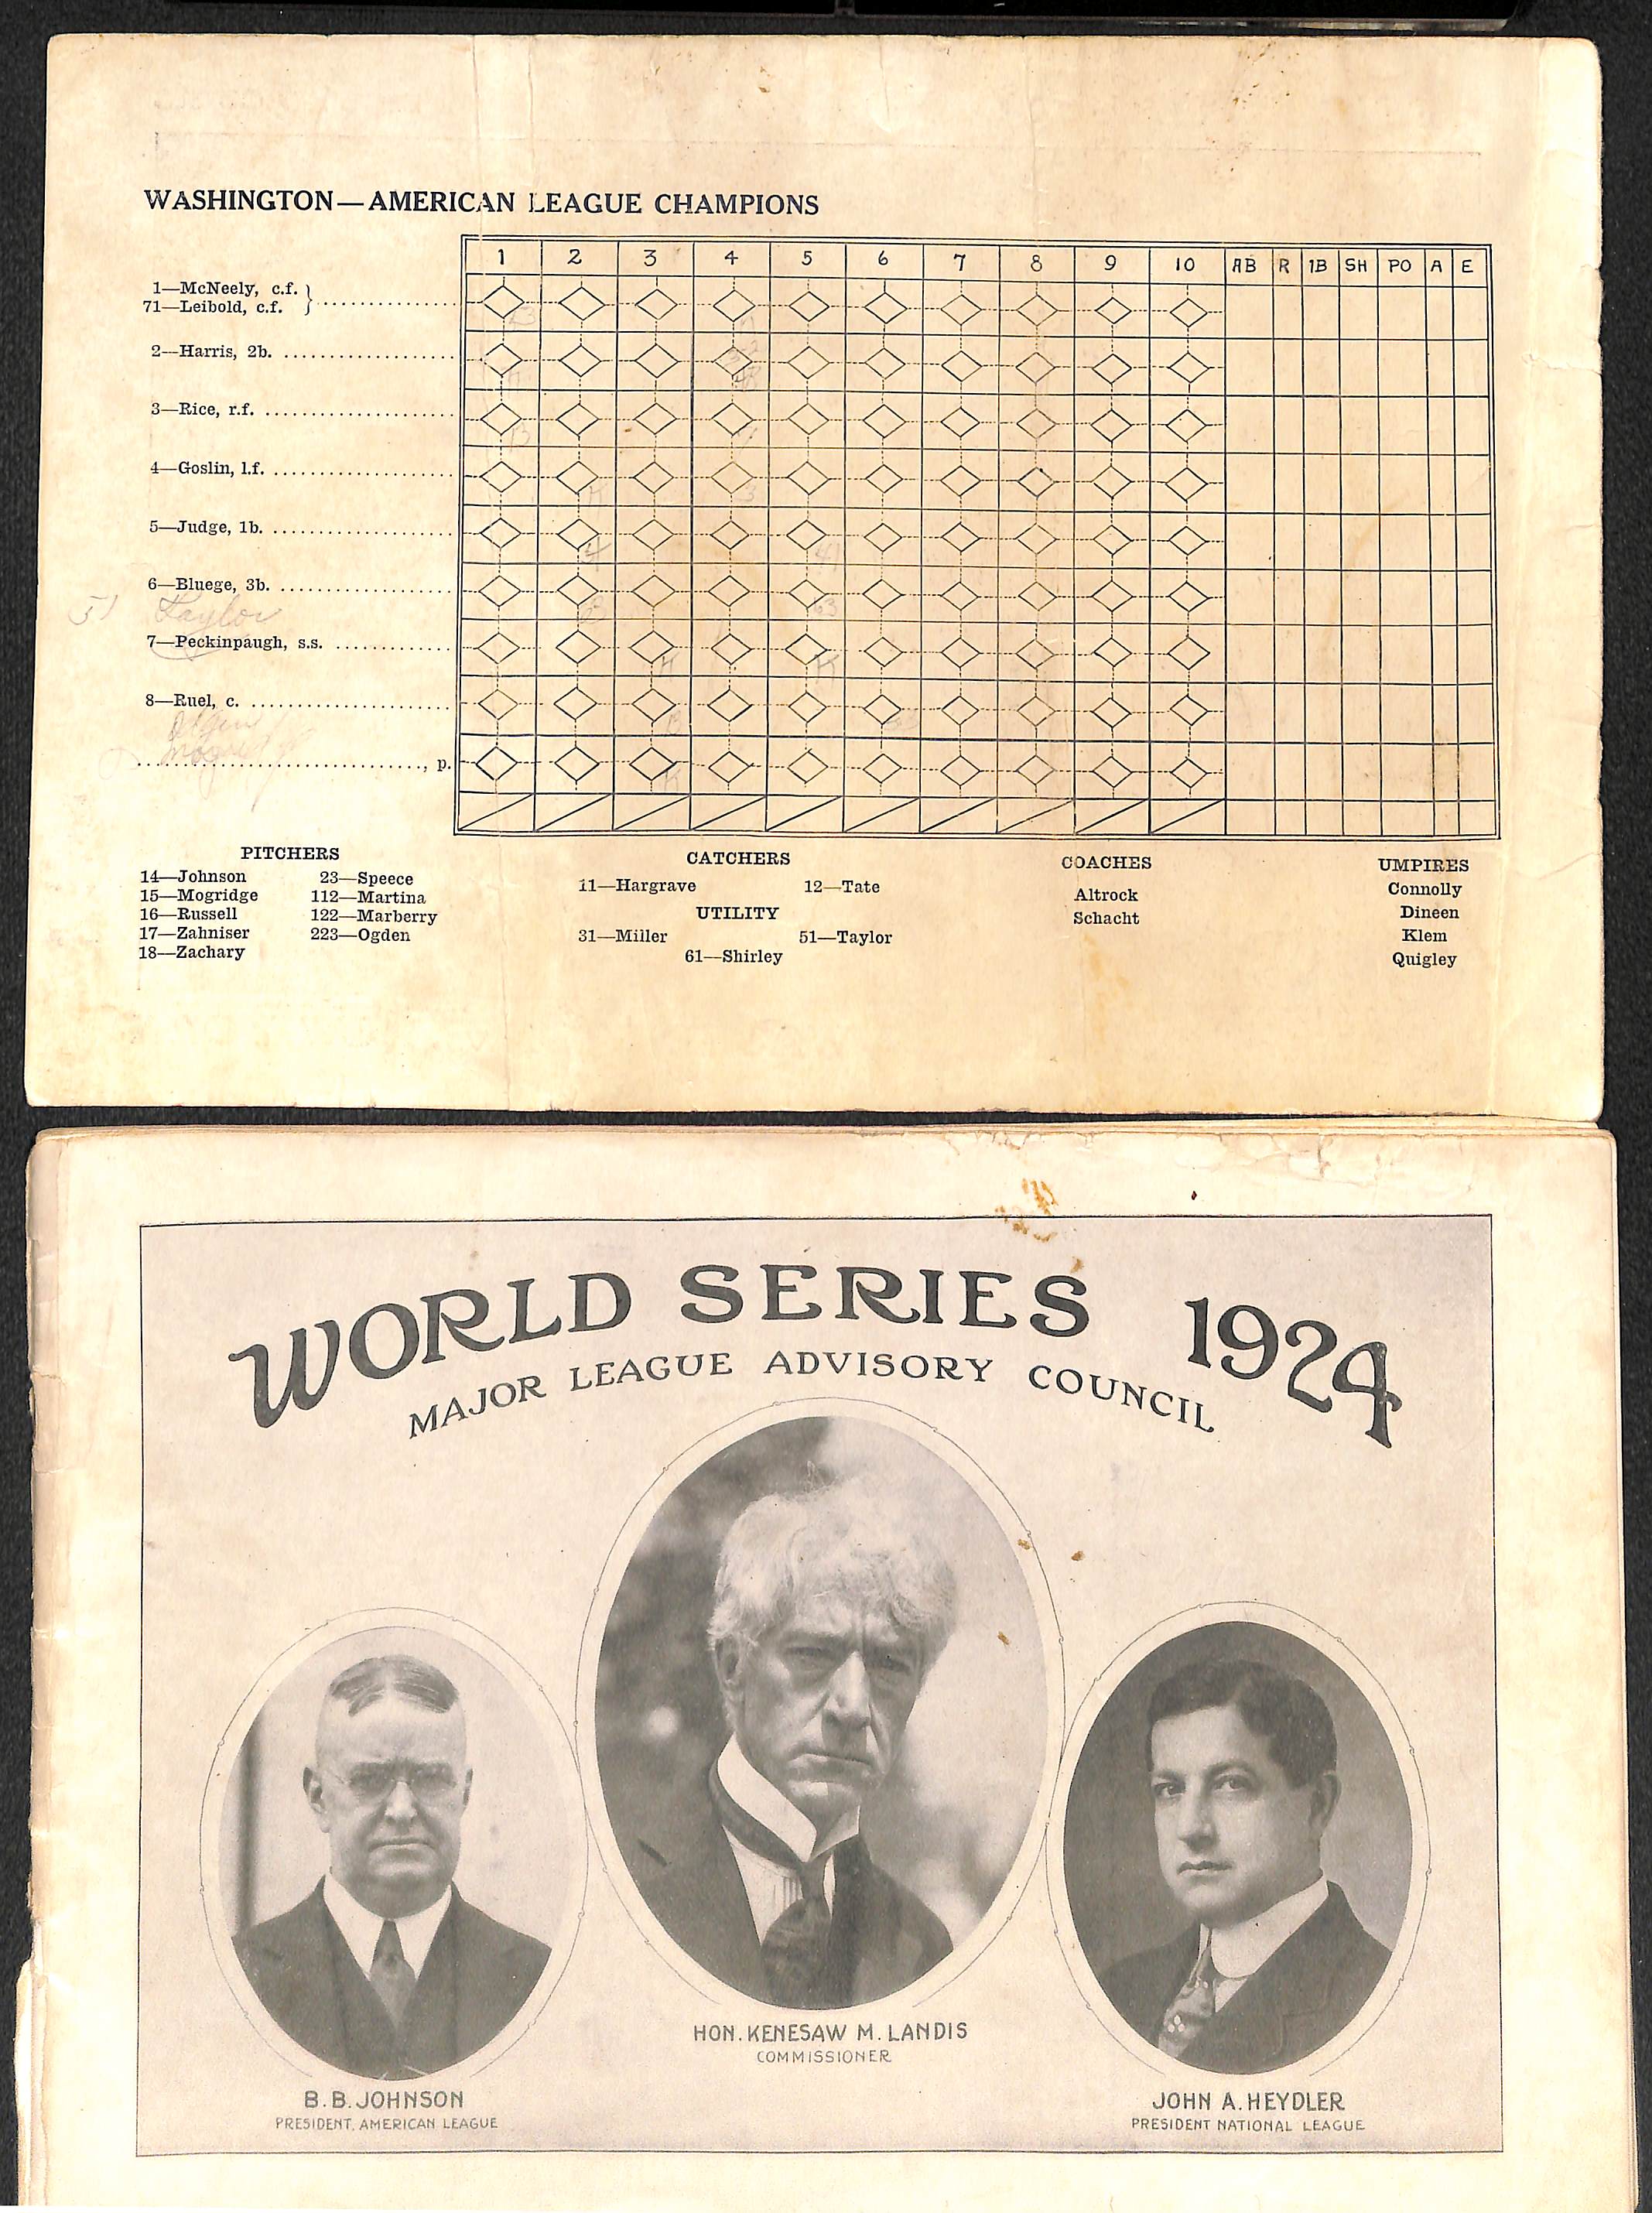 WASHINGTON—AMERICAN LEAGUE CHAMPIONS
1 2 3 4 5 6 7 8 9 10 AB R 1B SH PO A E
1—McNeely, c.f.
71—Leibold, c.f.
2—Harris, 2b.
3—Rice, r.f.
4—Goslin, l.f.
5—Judge, 1b.
6—Bluege, 3b.
51 Taylor
7—Peckinpaugh, s.s.
8—Ruel, c.
Ogden
, p.
PITCHERS
14—Johnson 23—Speece
15—Mogridge 112—Martina
16—Russell 122—Marberry
17—Zahniser 223—Ogden
18—Zachary
CATCHERS
11—Hargrave 12—Tate
UTILITY
31—Miller 51—Taylor
61—Shirley
COACHES
Altrock
Schacht
UMPIRES
Connolly
Dineen
Klem
Quigley
WORLD SERIES 1924
MAJOR LEAGUE ADVISORY COUNCIL
HON. KENESAW M. LANDIS
COMMISSIONER
B. B. JOHNSON
PRESIDENT, AMERICAN LEAGUE
JOHN A. HEYDLER
PRESIDENT NATIONAL LEAGUE